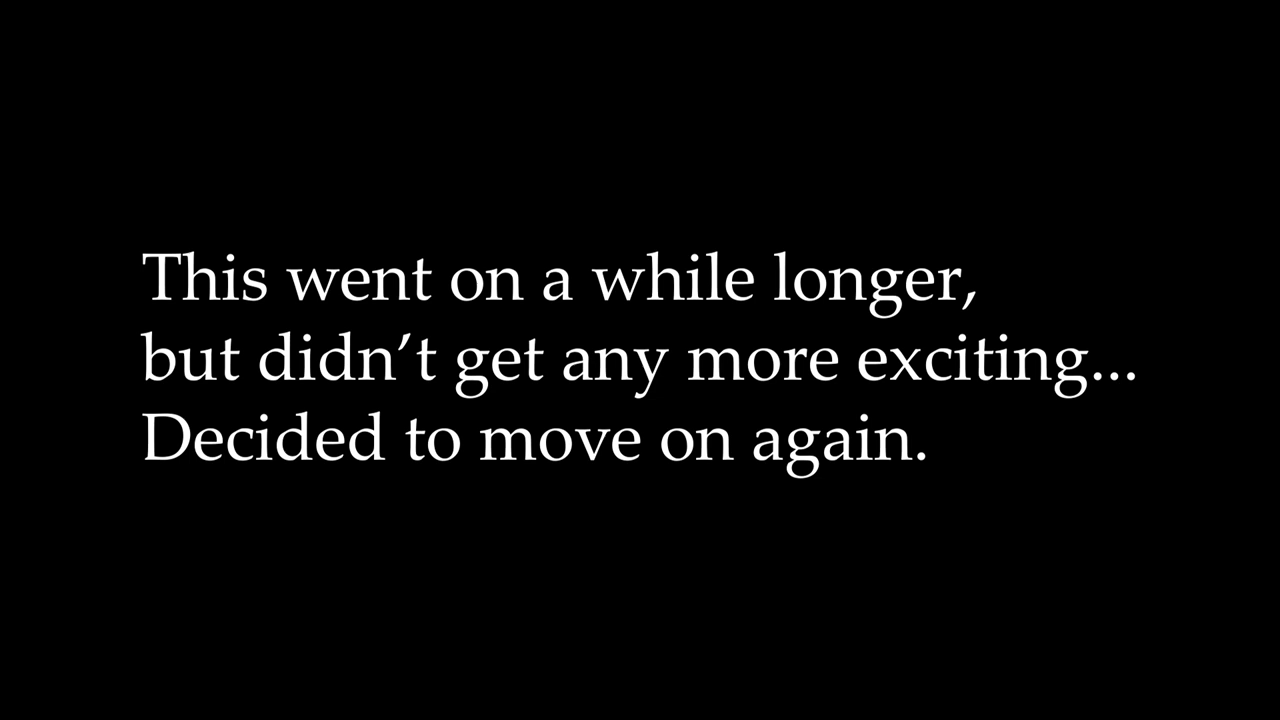 This went on a while longer,
but didn’t get any more exciting...
Decided to move on again.